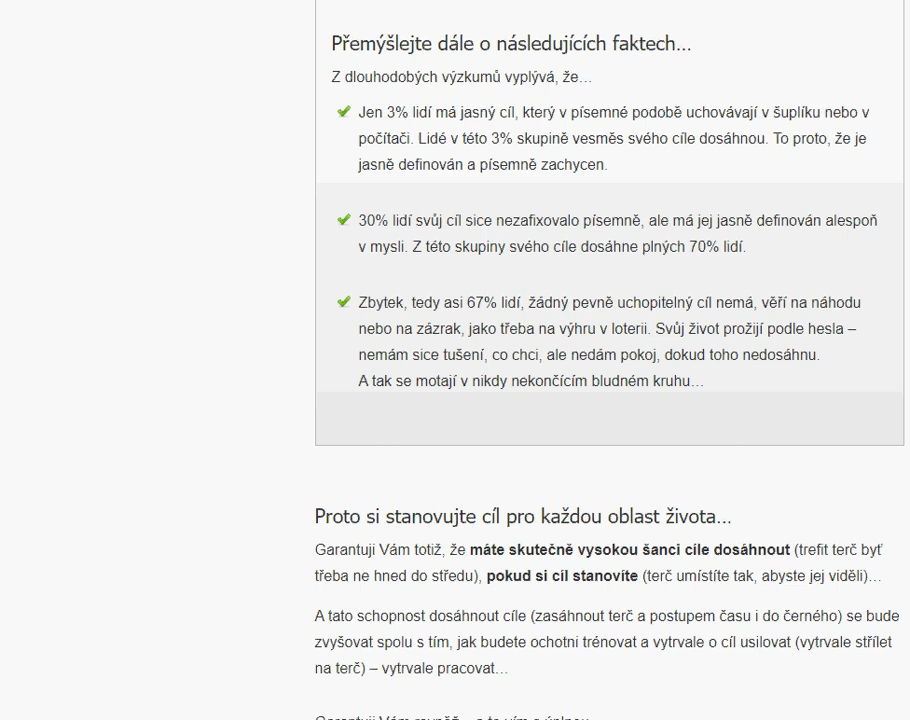 Přemýšlejte dále o následujících faktech...
Z dlouhodobých výzkumů vyplývá, že…
Jen 3% lidí má jasný cíl, který v písemné podobě uchovávají v šuplíku nebo v
počítači. Lidé v této 3% skupině vesměs svého cíle dosáhnou. To proto, že je
jasně definován a písemně zachycen.
30% lidí svůj cíl sice nezafixovalo písemně, ale má jej jasně definován alespoň
v mysli. Z této skupiny svého cíle dosáhne plných 70% lidí.
Zbytek, tedy asi 67% lidí, žádný pevně uchopitelný cíl nemá, věří na náhodu
nebo na zázrak, jako třeba na výhru v loterii. Svůj život prožijí podle hesla –
nemám sice tušení, co chci, ale nedám pokoj, dokud toho nedosáhnu.
A tak se motají v nikdy nekončícím bludném kruhu…
Proto si stanovujte cíl pro každou oblast života...
Garantuji Vám totiž, že máte skutečně vysokou šanci cíle dosáhnout (trefit terč byť
třeba ne hned do středu), pokud si cíl stanovíte (terč umístíte tak, abyste jej viděli)…
A tato schopnost dosáhnout cíle (zasáhnout terč a postupem času i do černého) se bude
zvyšovat spolu s tím, jak budete ochotni trénovat a vytrvale o cíl usilovat (vytrvale střílet
na terč) – vytrvale pracovat…